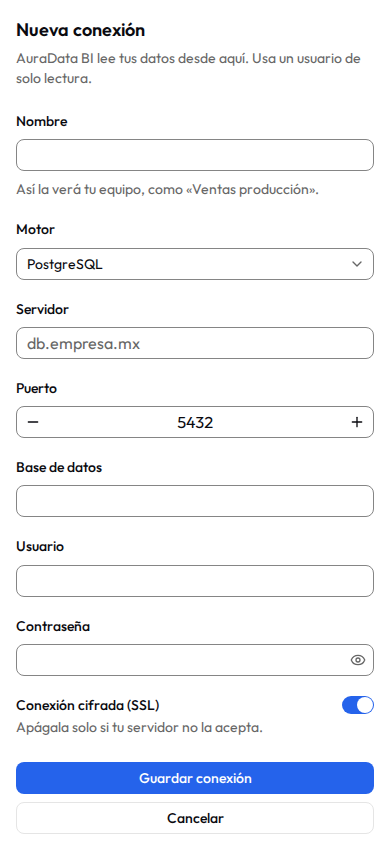 Nueva conexión
AuraData BI lee tus datos desde aquí. Usa un usuario de
solo lectura.
Nombre
Así la verá tu equipo, como «Ventas producción».
Motor
PostgreSQL
Servidor
db.empresa.mx
Puerto
5432
Base de datos
Usuario
Contraseña
Conexión cifrada (SSL)
Apágala solo si tu servidor no la acepta.
Guardar conexión
Cancelar